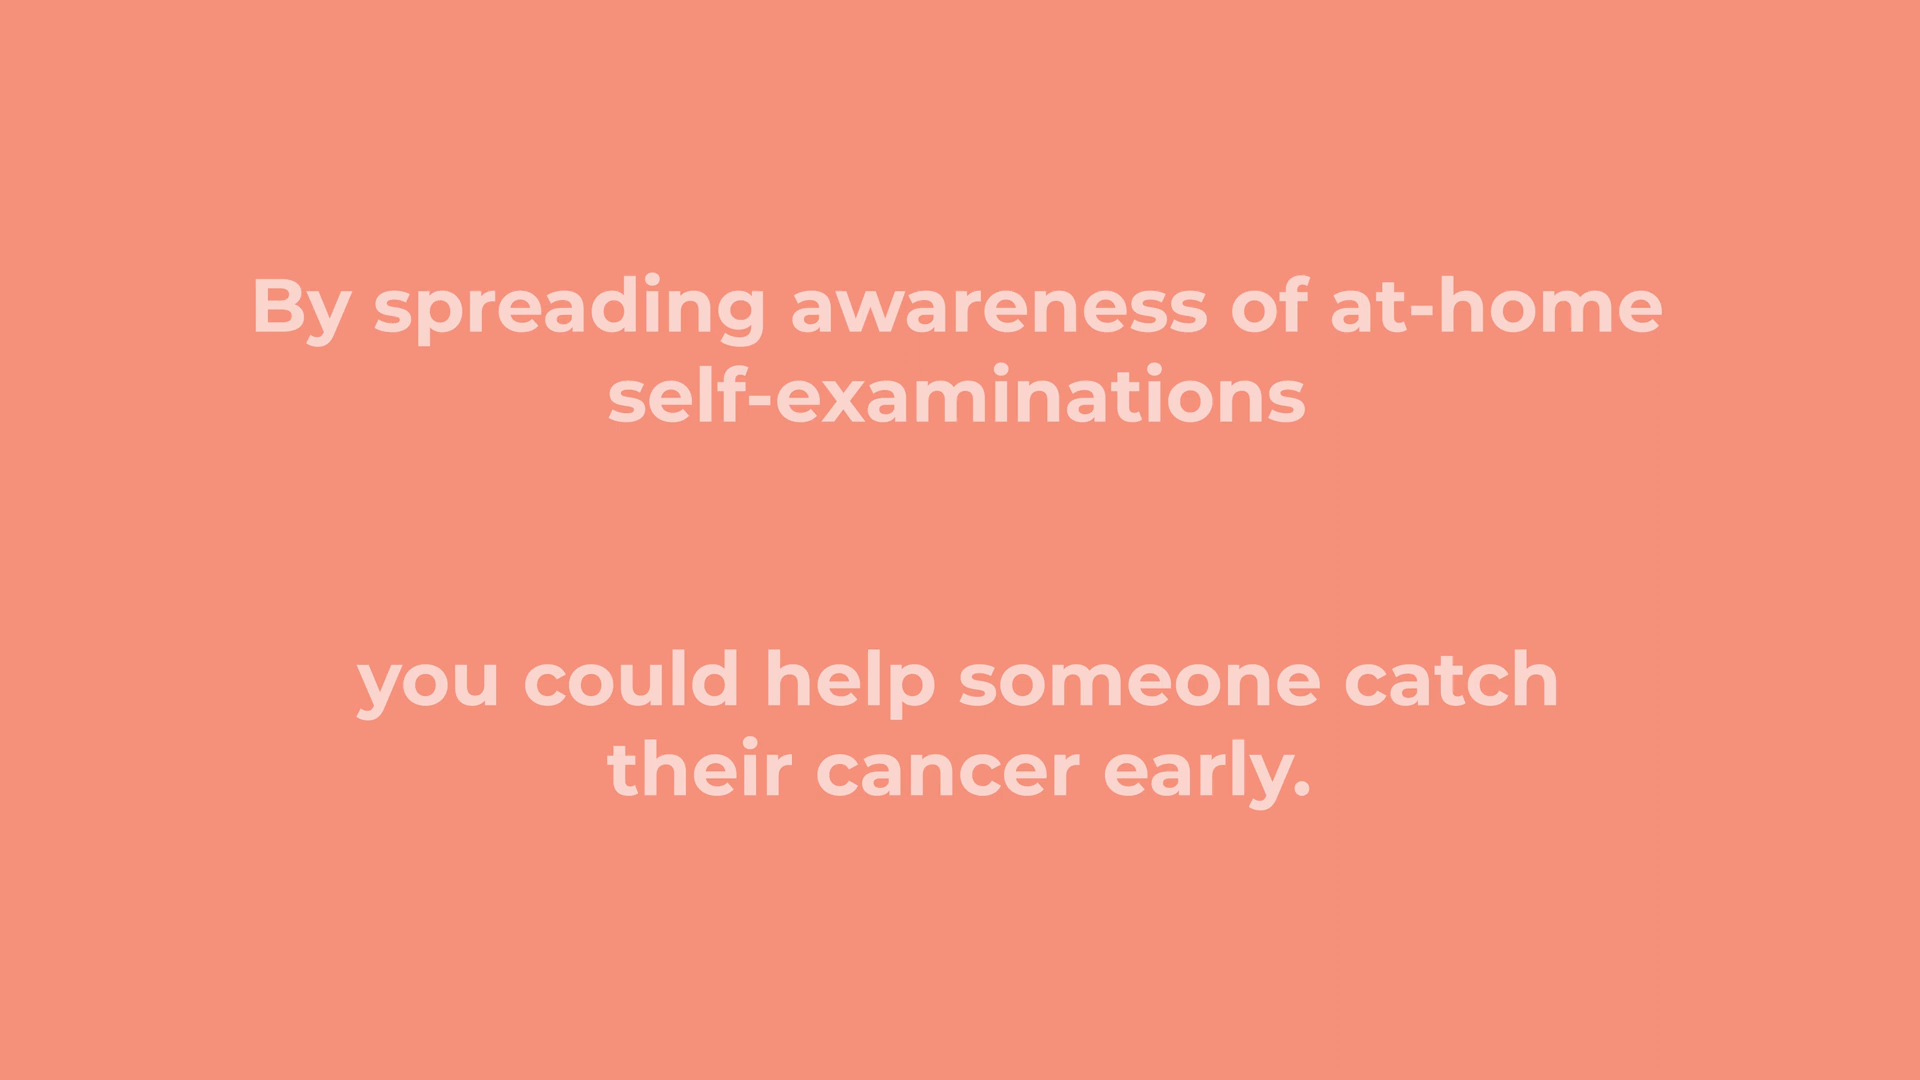 By spreading awareness of at-home
self-examinations
you could help someone catch
their cancer early.